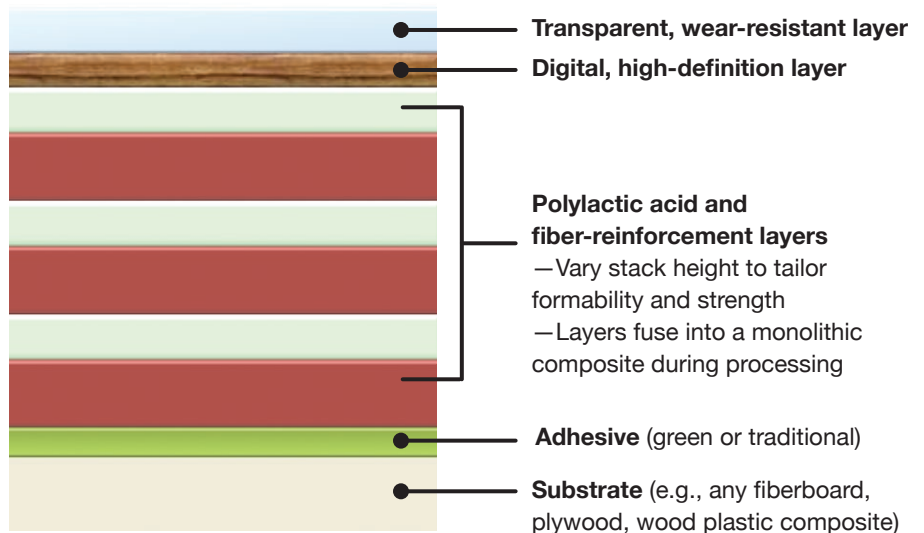 Transparent, wear-resistant layer
Digital, high-definition layer
Polylactic acid and
fiber-reinforcement layers
—Vary stack height to tailor
formability and strength
—Layers fuse into a monolithic
composite during processing
Adhesive (green or traditional)
Substrate (e.g., any fiberboard,
plywood, wood plastic composite)